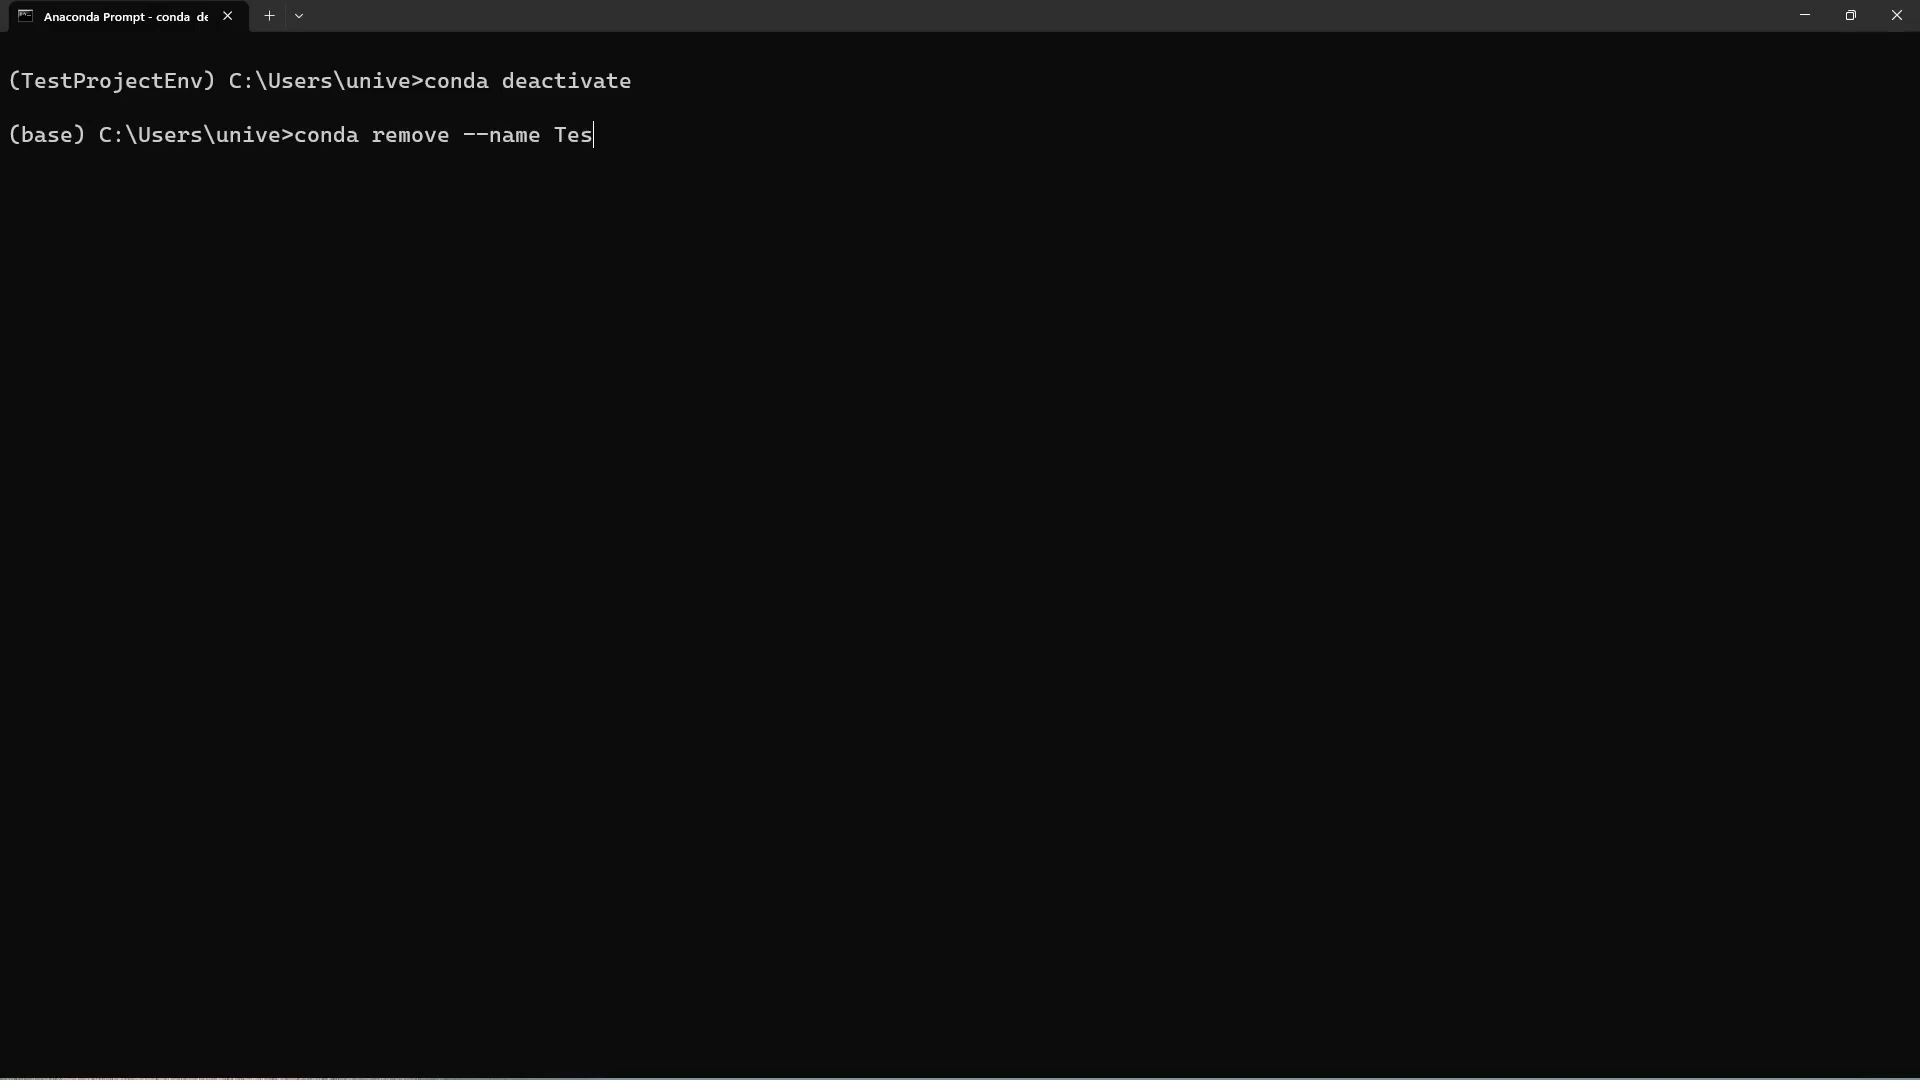 Anaconda Prompt - conda de
(TestProjectEnv) C:\Users\unive>conda deactivate
(base) C:\Users\unive>conda remove --name Tes